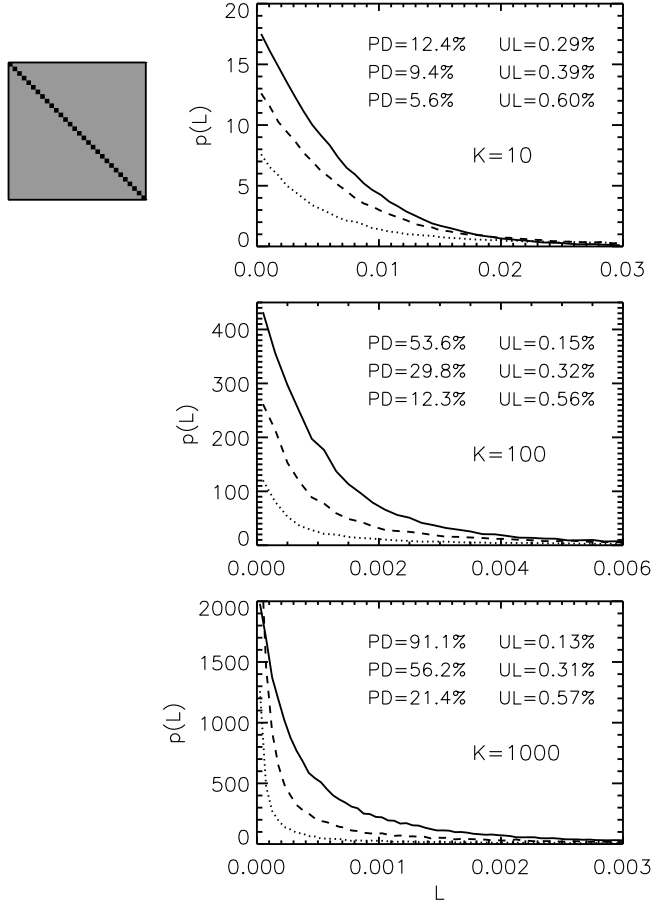 20
15
10
5
0
p(L)
PD=12.4% UL=0.29%
PD=9.4% UL=0.39%
PD=5.6% UL=0.60%
K=10
0.00 0.01 0.02 0.03
400
300
200
100
0
p(L)
PD=53.6% UL=0.15%
PD=29.8% UL=0.32%
PD=12.3% UL=0.56%
K=100
0.000 0.002 0.004 0.006
2000
1500
1000
500
0
p(L)
PD=91.1% UL=0.13%
PD=56.2% UL=0.31%
PD=21.4% UL=0.57%
K=1000
0.000 0.001 0.002 0.003
L